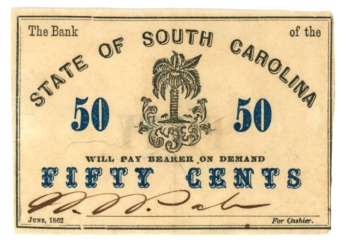 The Bank of the
STATE OF SOUTH CAROLINA
50 50
WILL PAY BEARER ON DEMAND
FIFTY CENTS
JUNE, 1862 For Cashier.